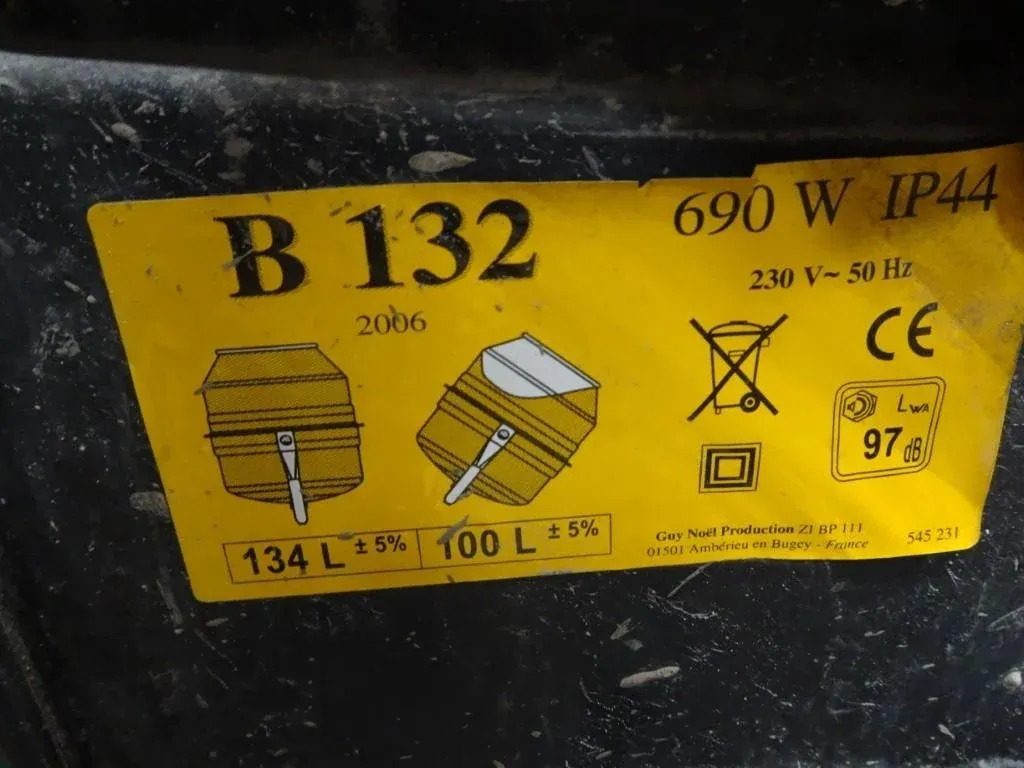 B 132
2006
690 W IP44
230 V~ 50 Hz
CE
LWA
97 dB
134 L ± 5% 100 L ± 5%
Guy Noël Production ZI BP 111
01501 Ambérieu en Bugey - France
545 231